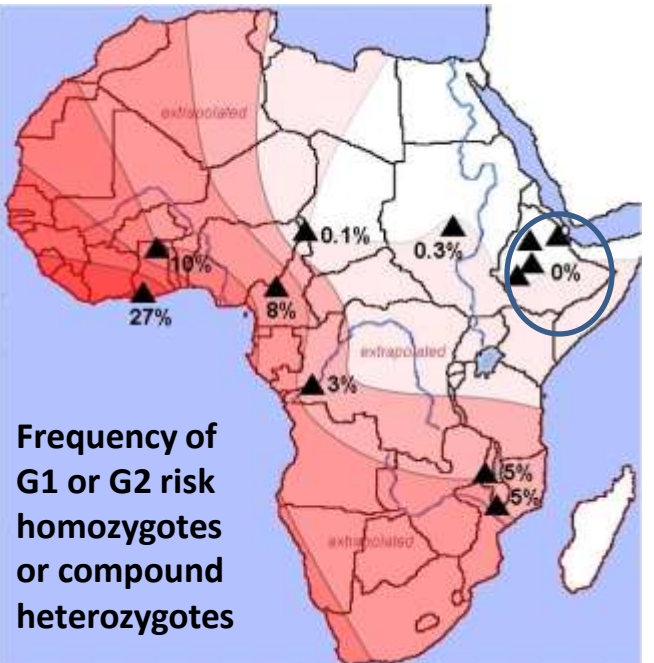 extrapolated
0.1%
0.3%
10%
0%
27%
8%
extrapolated
3%
Frequency of
G1 or G2 risk
homozygotes
or compound
heterozygotes
5%
5%
extrapolated